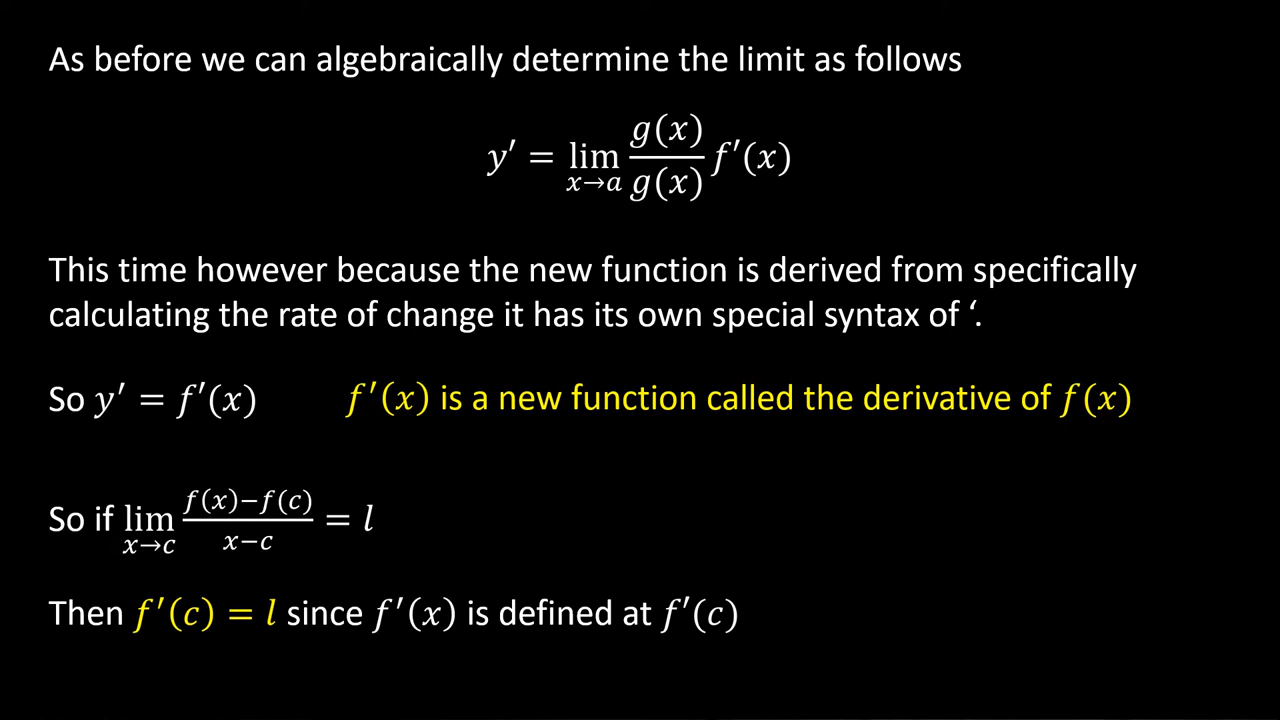 As before we can algebraically determine the limit as follows
y′ = lim x→a g(x)/g(x) f′(x)
This time however because the new function is derived from specifically
calculating the rate of change it has its own special syntax of ‘.
So y′ = f′(x) f′(x) is a new function called the derivative of f(x)
So if lim x→c f(x)−f(c)/x−c = l
Then f′(c) = l since f′(x) is defined at f′(c)